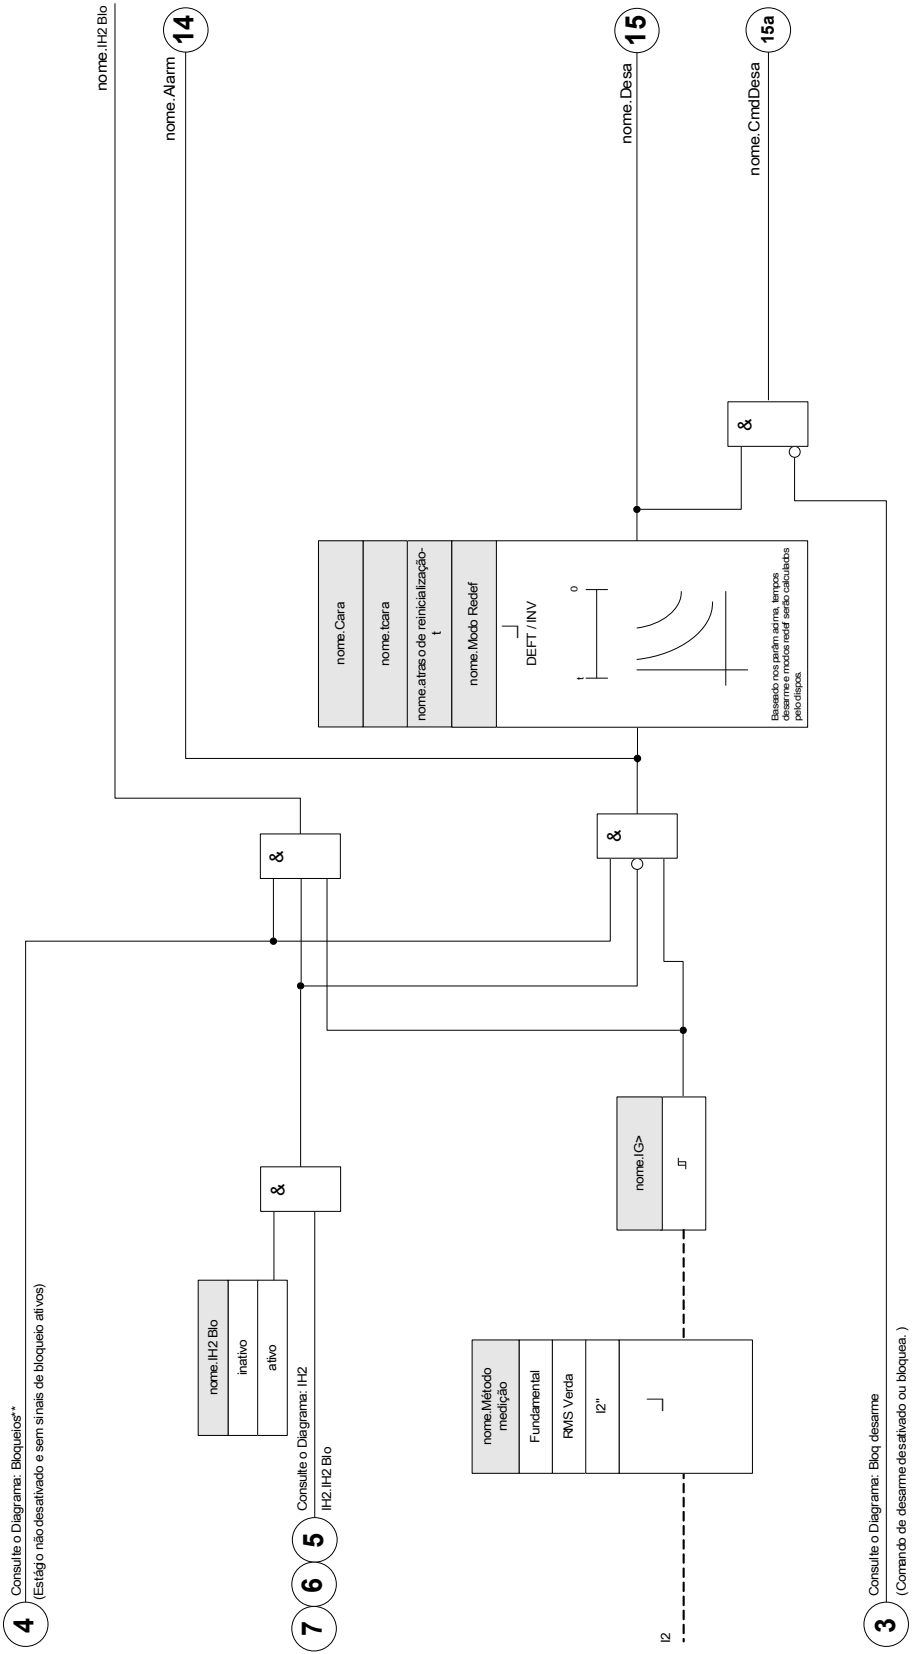 4
Consulte o Diagrama: Bloqueios**
(Estágio não desativado e sem sinais de bloqueio ativos)
nome.IH2 Blo
inativo
ativo
7
6
5
Consulte o Diagrama: IH2
IH2.IH2 Blo
&
&
nome.IH2 Blo
nome.Alarm
14
I2
nome.Método
medição
Fundamental
RMS Verda
I2"
nome.IG>
&
nome.Cara
nome.tcara
nome.atraso de reinicialização-
t
nome.Modo Redef
DEFT / INV
t
0
Baseado nos parâm acima, tempos
desarme e modos redef serão calculados
pelo dispos.
nome.Desa
15
&
nome.CmdDesa
15a
3
Consulte o Diagrama: Bloq desarme
(Comando de desarme desativado ou bloquea. )